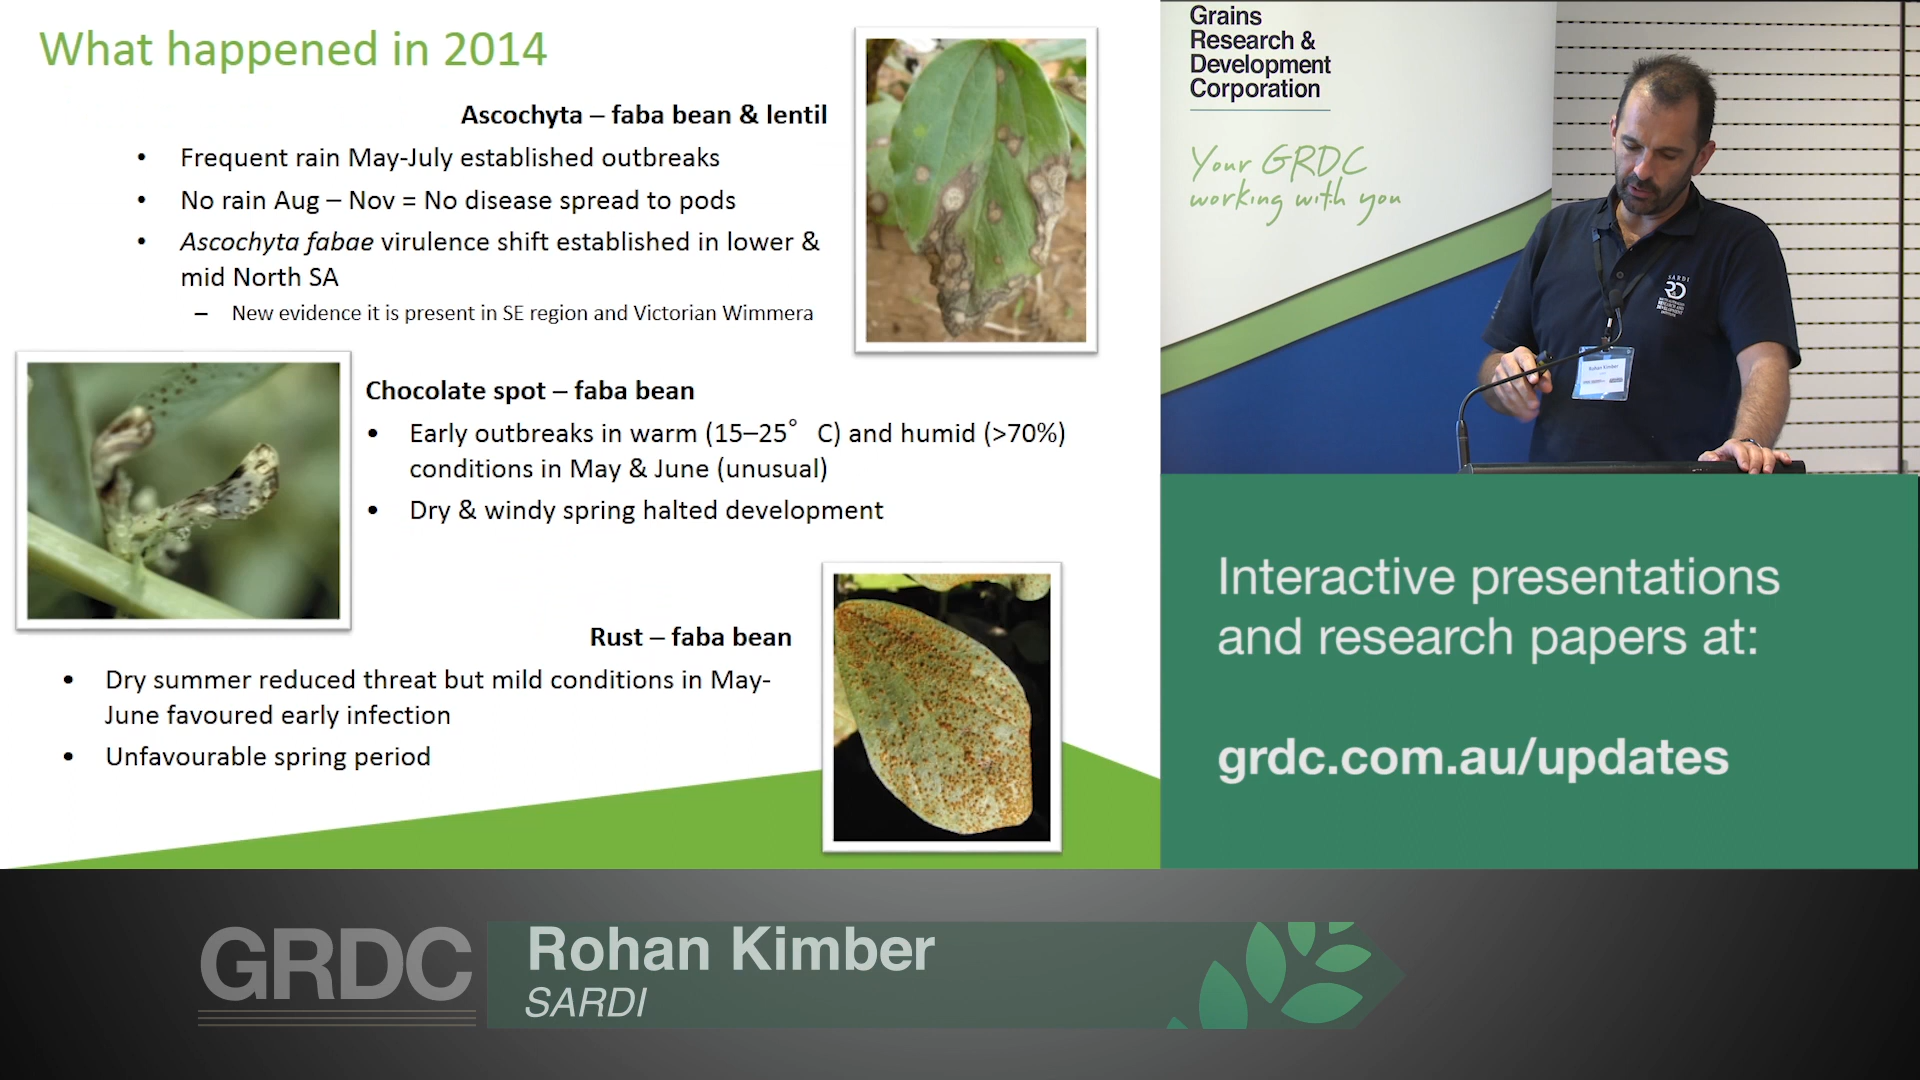 What happened in 2014
Ascochyta – faba bean & lentil
• Frequent rain May-July established outbreaks
• No rain Aug – Nov = No disease spread to pods
• Ascochyta fabae virulence shift established in lower &
mid North SA
– New evidence it is present in SE region and Victorian Wimmera
Chocolate spot – faba bean
• Early outbreaks in warm (15–25° C) and humid (>70%)
conditions in May & June (unusual)
• Dry & windy spring halted development
Rust – faba bean
• Dry summer reduced threat but mild conditions in May-
June favoured early infection
• Unfavourable spring period
Grains
Research &
Development
Corporation
Your GRDC
working with you
SARDI
Rohan Kimber
Interactive presentations
and research papers at:
grdc.com.au/updates
GRDC
Rohan Kimber
SARDI